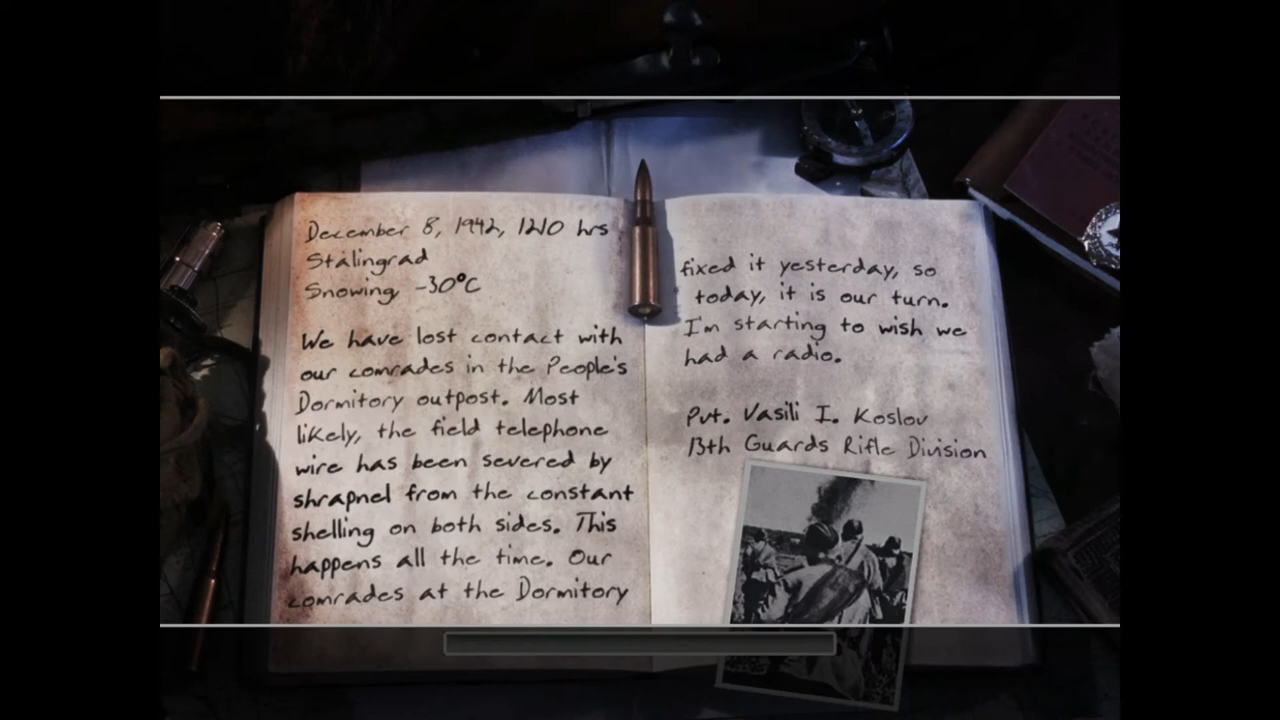 December 8, 1942, 1210 hrs
Stalingrad
Snowing -30°C
We have lost contact with
our comrades in the People's
Dormitory outpost. Most
likely, the field telephone
wire has been severed by
shrapnel from the constant
shelling on both sides. This
happens all the time. Our
comrades at the Dormitory
fixed it yesterday, so
today, it is our turn.
I'm starting to wish we
had a radio.
Pvt. Vasili I. Koslov
13th Guards Rifle Division